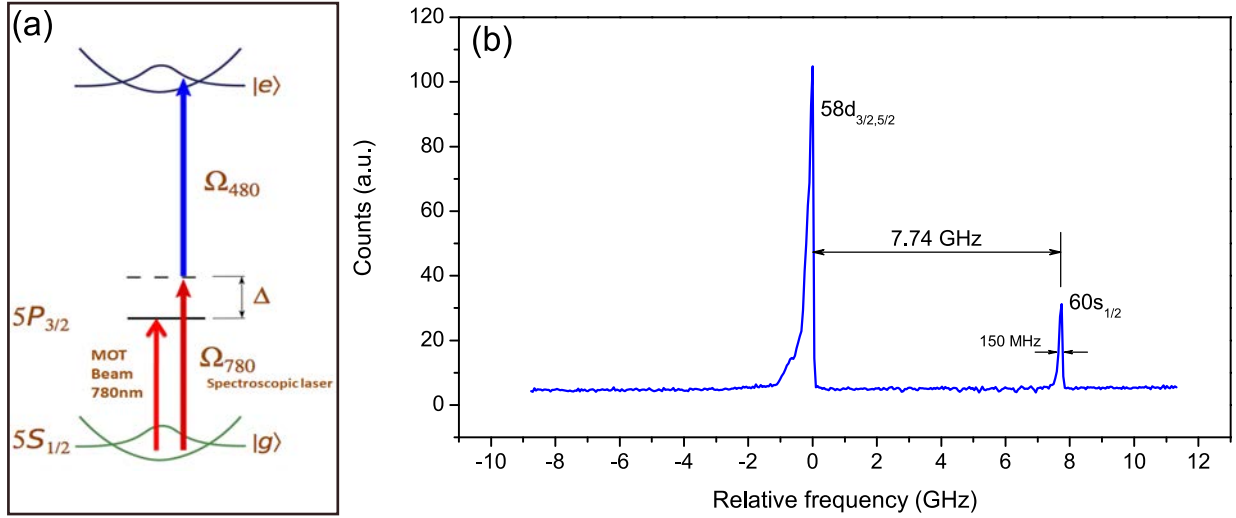 (a)
|e⟩
Ω480
Δ
5P3/2
MOT
Beam
780nm
Ω780
Spectroscopic laser
5S1/2
|g⟩
(b)
120
100
80
60
40
20
0
Counts (a.u.)
58d3/2,5/2
7.74 GHz
60s1/2
150 MHz
-10 -8 -6 -4 -2 0 2 4 6 8 10 12
Relative frequency (GHz)